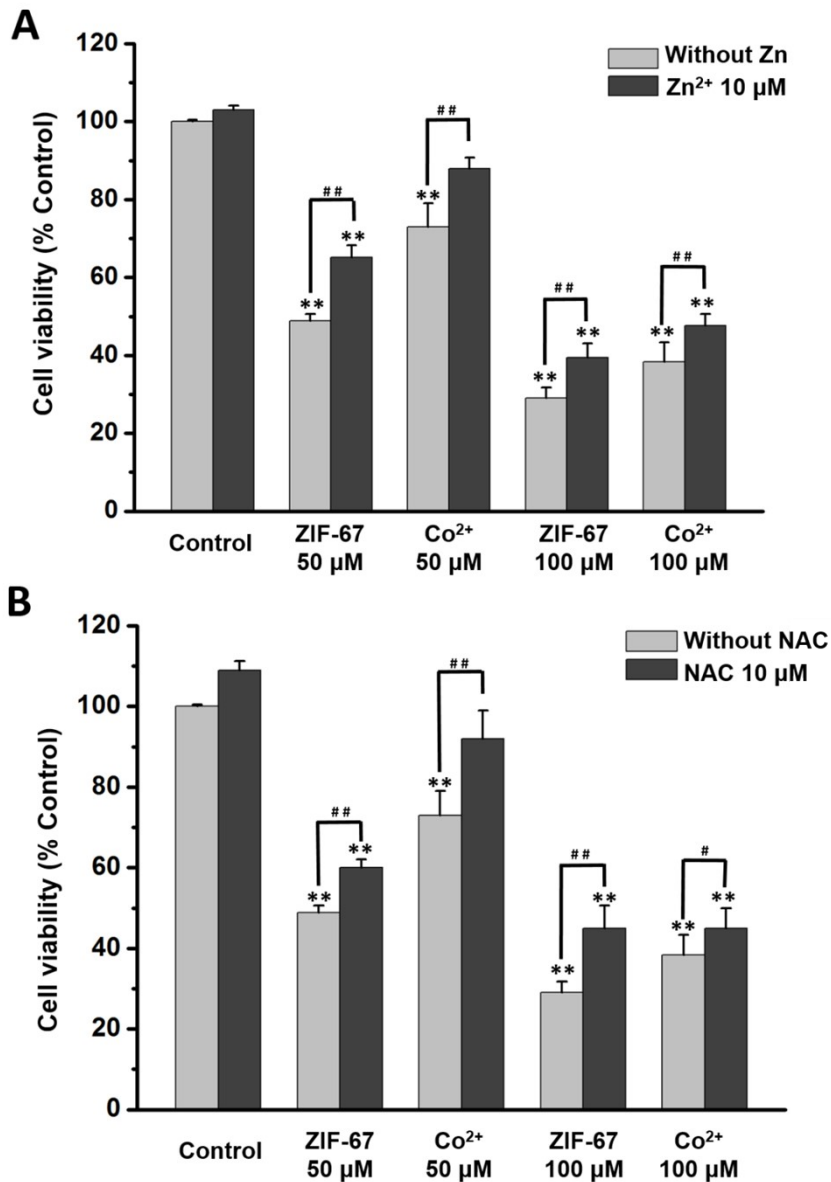 A
120
100
80
60
40
20
0
Cell viability (% Control)
Without Zn
Zn²⁺ 10 µM
##
##
##
##
**
**
**
**
**
**
**
Control
ZIF-67
50 µM
Co²⁺
50 µM
ZIF-67
100 µM
Co²⁺
100 µM
B
120
100
80
60
40
20
0
Cell viability (% Control)
Without NAC
NAC 10 µM
##
##
##
#
**
**
**
**
**
**
**
Control
ZIF-67
50 µM
Co²⁺
50 µM
ZIF-67
100 µM
Co²⁺
100 µM